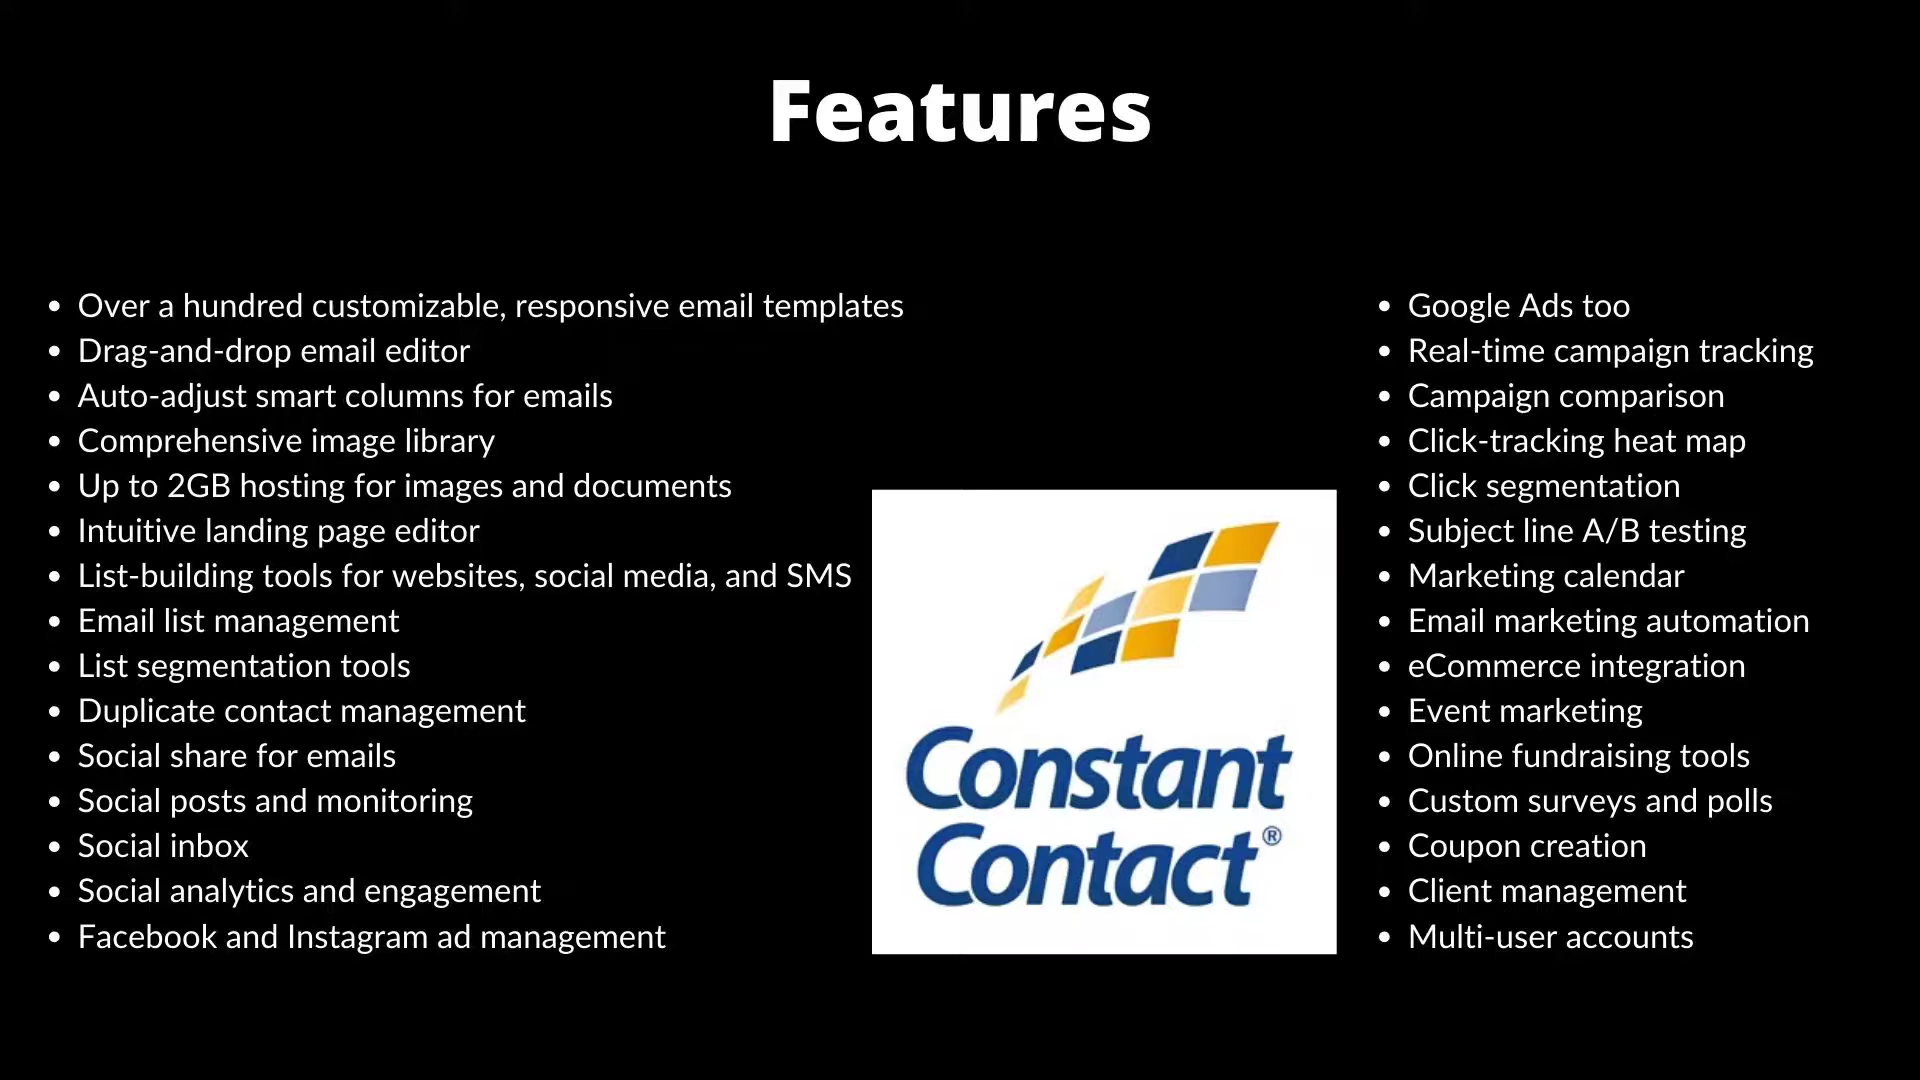 Features
Over a hundred customizable, responsive email templates
Drag-and-drop email editor
Auto-adjust smart columns for emails
Comprehensive image library
Up to 2GB hosting for images and documents
Intuitive landing page editor
List-building tools for websites, social media, and SMS
Email list management
List segmentation tools
Duplicate contact management
Social share for emails
Social posts and monitoring
Social inbox
Social analytics and engagement
Facebook and Instagram ad management
Constant
Contact®
Google Ads too
Real-time campaign tracking
Campaign comparison
Click-tracking heat map
Click segmentation
Subject line A/B testing
Marketing calendar
Email marketing automation
eCommerce integration
Event marketing
Online fundraising tools
Custom surveys and polls
Coupon creation
Client management
Multi-user accounts